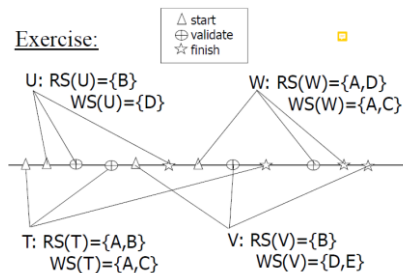 Exercise:
start
validate
finish
U: RS(U)={B}
WS(U)={D}
W: RS(W)={A,D}
WS(W)={A,C}
T: RS(T)={A,B}
WS(T)={A,C}
V: RS(V)={B}
WS(V)={D,E}